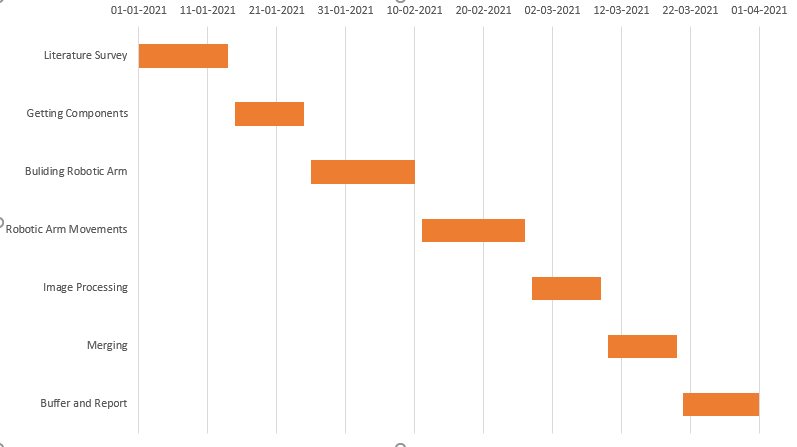 01-01-2021 11-01-2021 21-01-2021 31-01-2021 10-02-2021 20-02-2021 02-03-2021 12-03-2021 22-03-2021 01-04-2021
Literature Survey
Getting Components
Buliding Robotic Arm
Robotic Arm Movements
Image Processing
Merging
Buffer and Report